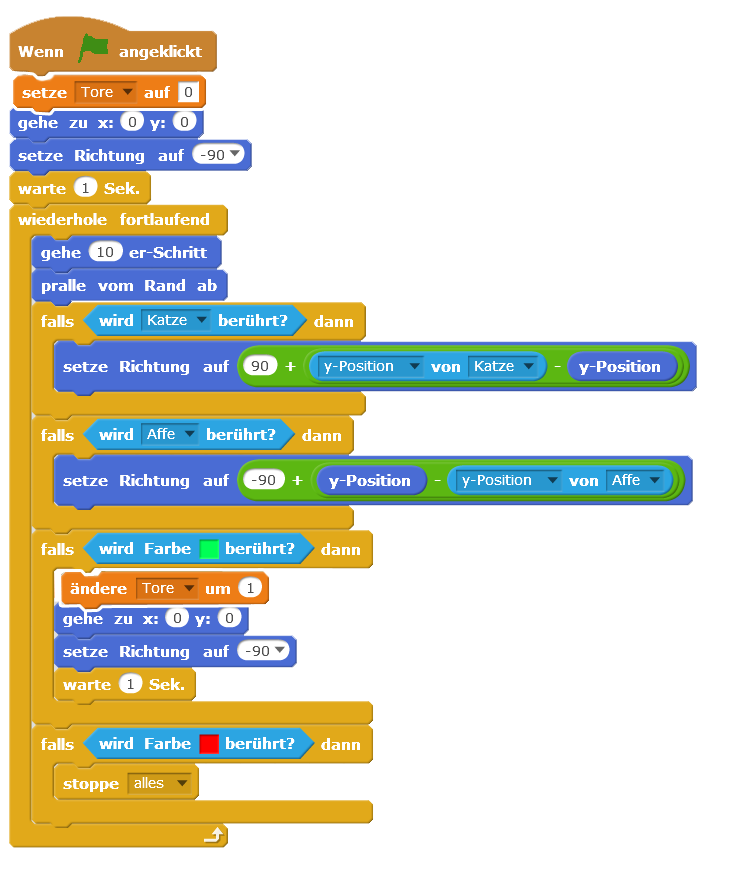 Wenn angeklickt
setze Tore auf 0
gehe zu x: 0 y: 0
setze Richtung auf -90
warte 1 Sek.
wiederhole fortlaufend
gehe 10 er-Schritt
pralle vom Rand ab
falls wird Katze berührt? dann
setze Richtung auf 90 + y-Position von Katze - y-Position
falls wird Affe berührt? dann
setze Richtung auf -90 + y-Position - y-Position von Affe
falls wird Farbe berührt? dann
ändere Tore um 1
gehe zu x: 0 y: 0
setze Richtung auf -90
warte 1 Sek.
falls wird Farbe berührt? dann
stoppe alles